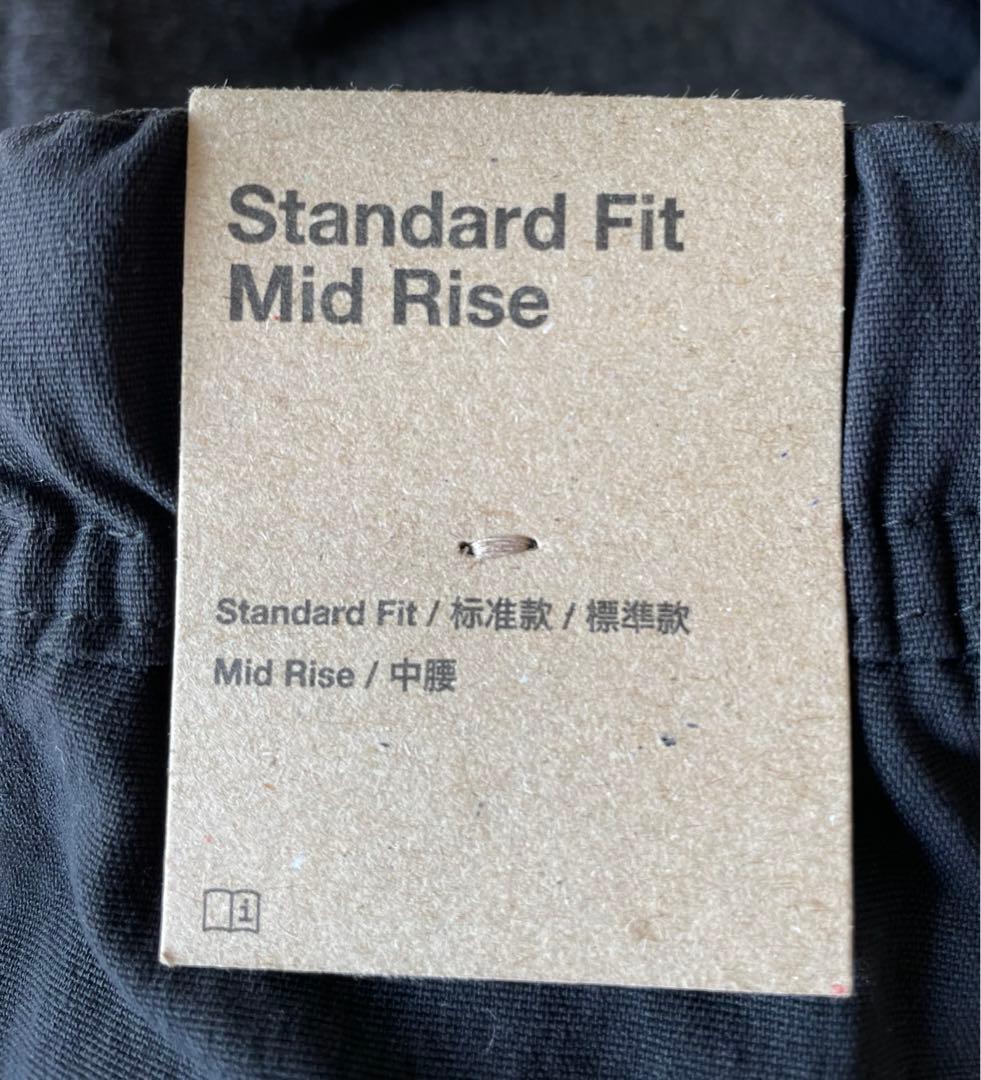 Standard Fit
Mid Rise
Standard Fit / 标准款 / 標準款
Mid Rise / 中腰
i